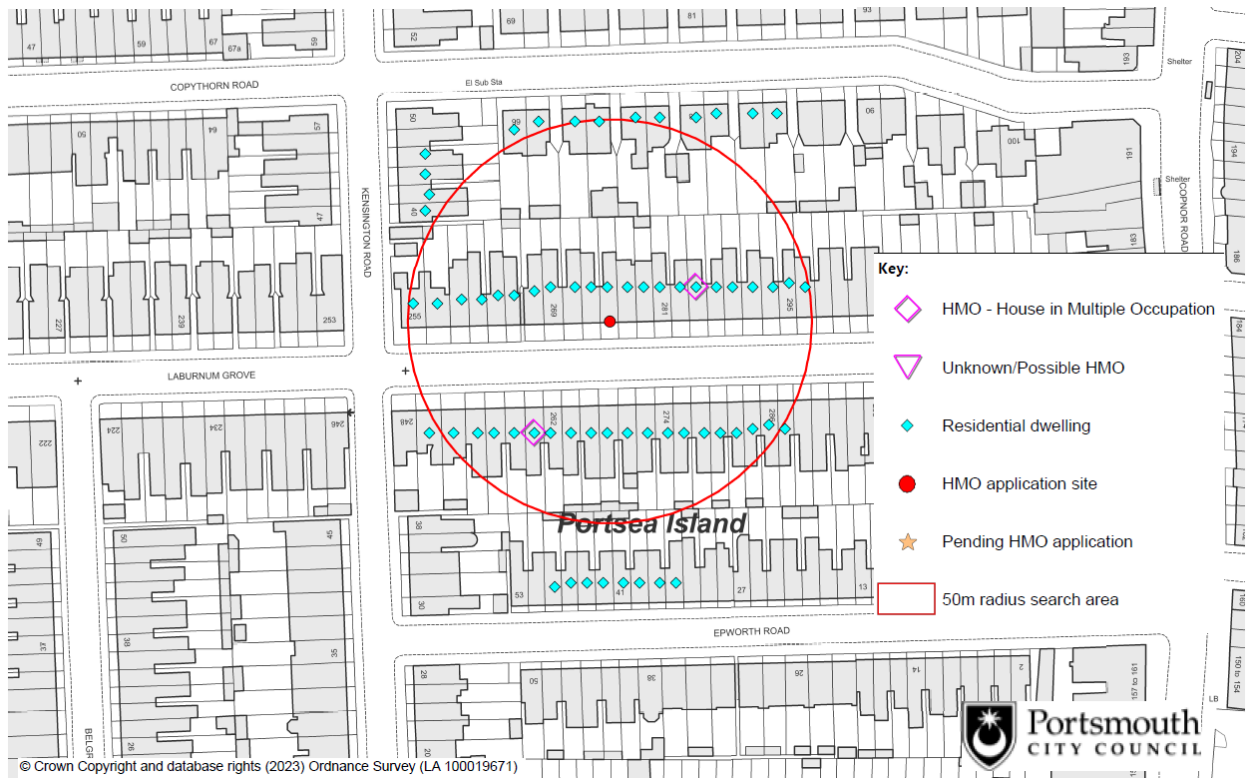 47
59
67
67a
59
52
69
81
93
161
204
Shelter
COPYTHORN ROAD
El Sub Sta
50
64
57
50
66
90
100
191
194
Shelter
KENSINGTON ROAD
COPNOR ROAD
47
40
183
186
227
239
253
255
269
281
295
Key:
HMO - House in Multiple Occupation
Unknown/Possible HMO
Residential dwelling
HMO application site
Pending HMO application
50m radius search area
184
LABURNUM GROVE
222
224
234
246
248
262
274
286
Portsea Island
49
50
45
38
30
53
41
27
13
160
EPWORTH ROAD
37
38
35
28
50
38
26
14
2
157 to 161
150 to 154
LB
BELGR
26
20
Portsmouth
CITY COUNCIL
© Crown Copyright and database rights (2023) Ordnance Survey (LA 100019671)